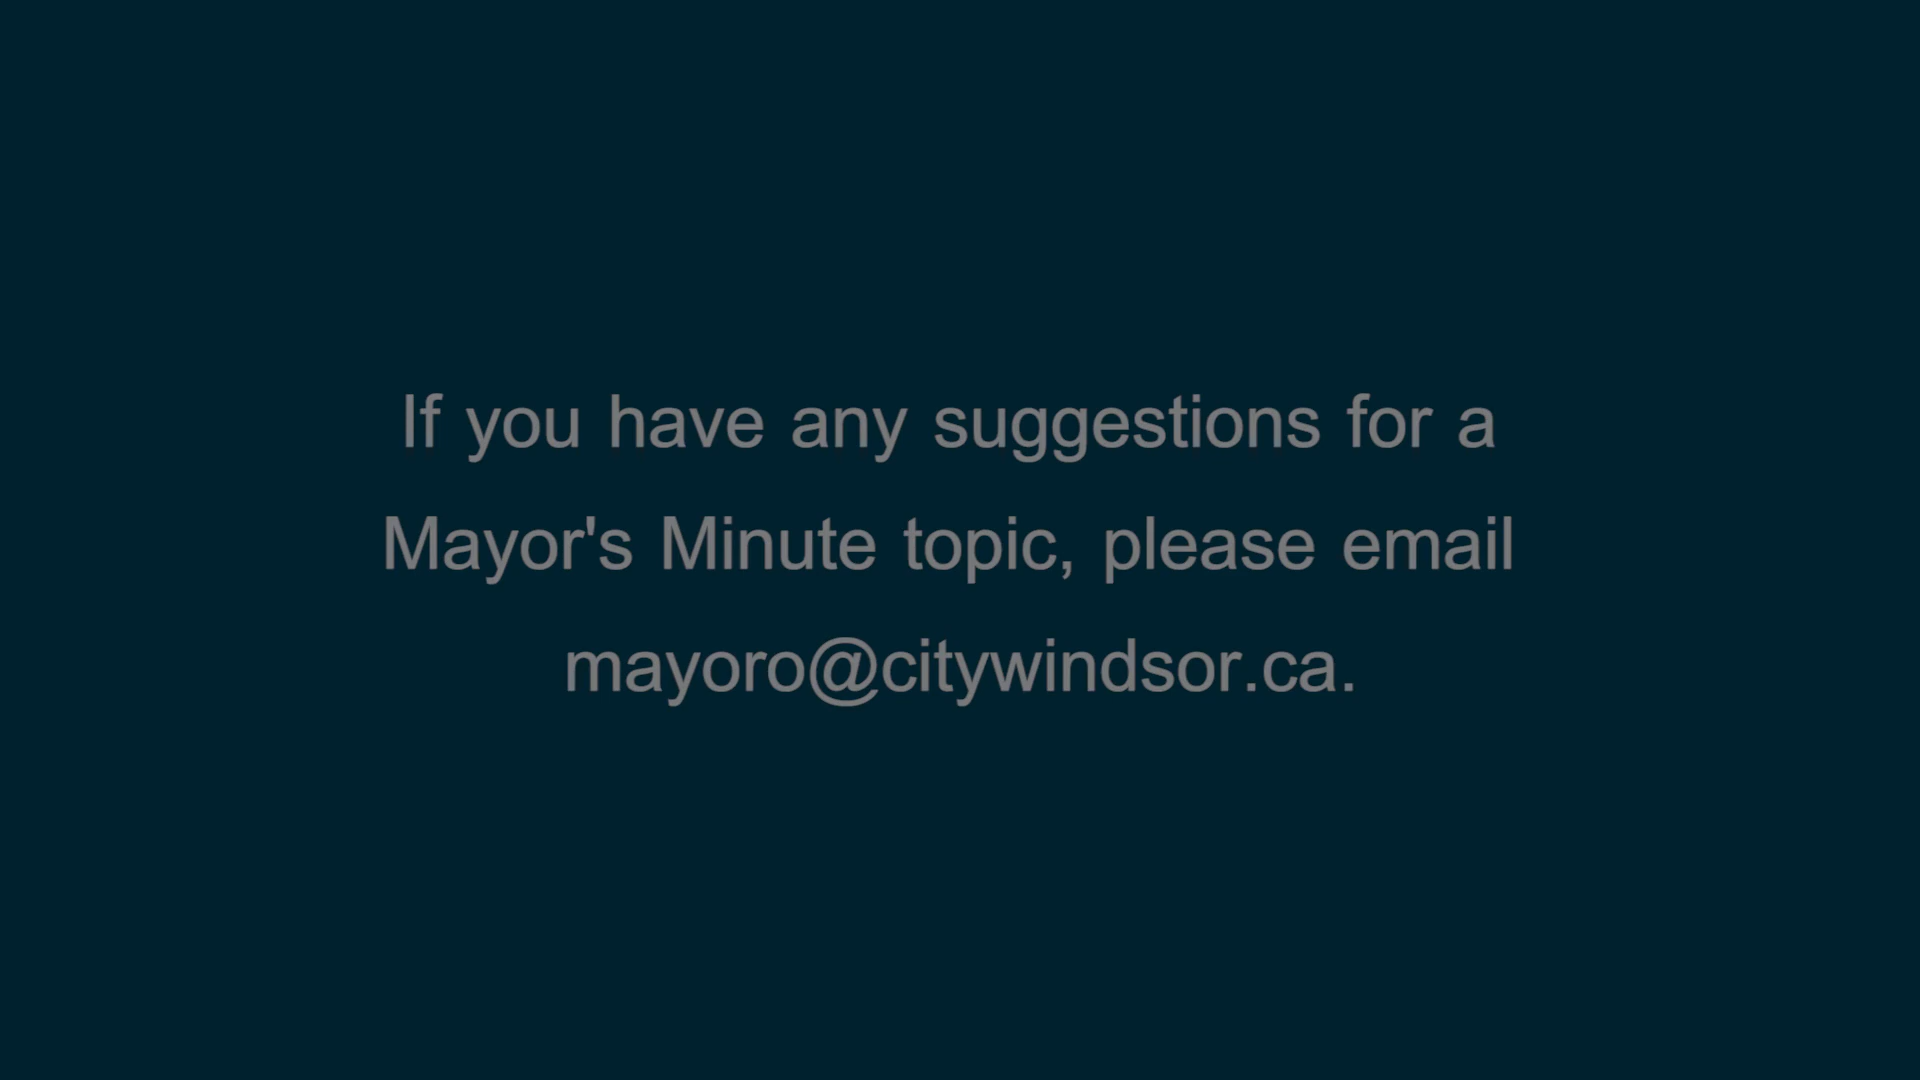 If you have any suggestions for a
Mayor's Minute topic, please email
mayoro@citywindsor.ca.